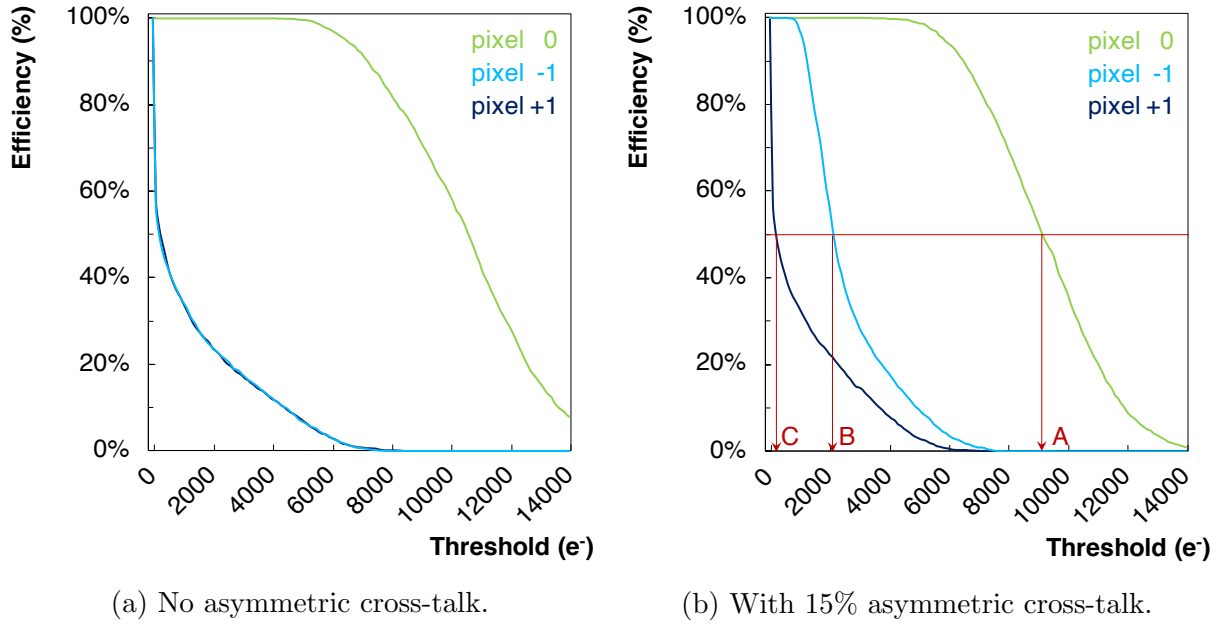 Efficiency (%)
100%
80%
60%
40%
20%
0%
pixel 0
pixel -1
pixel +1
0
2000
4000
6000
8000
10000
12000
14000
Threshold (e-)
(a) No asymmetric cross-talk.
Efficiency (%)
100%
80%
60%
40%
20%
0%
pixel 0
pixel -1
pixel +1
C
B
A
0
2000
4000
6000
8000
10000
12000
14000
Threshold (e-)
(b) With 15% asymmetric cross-talk.